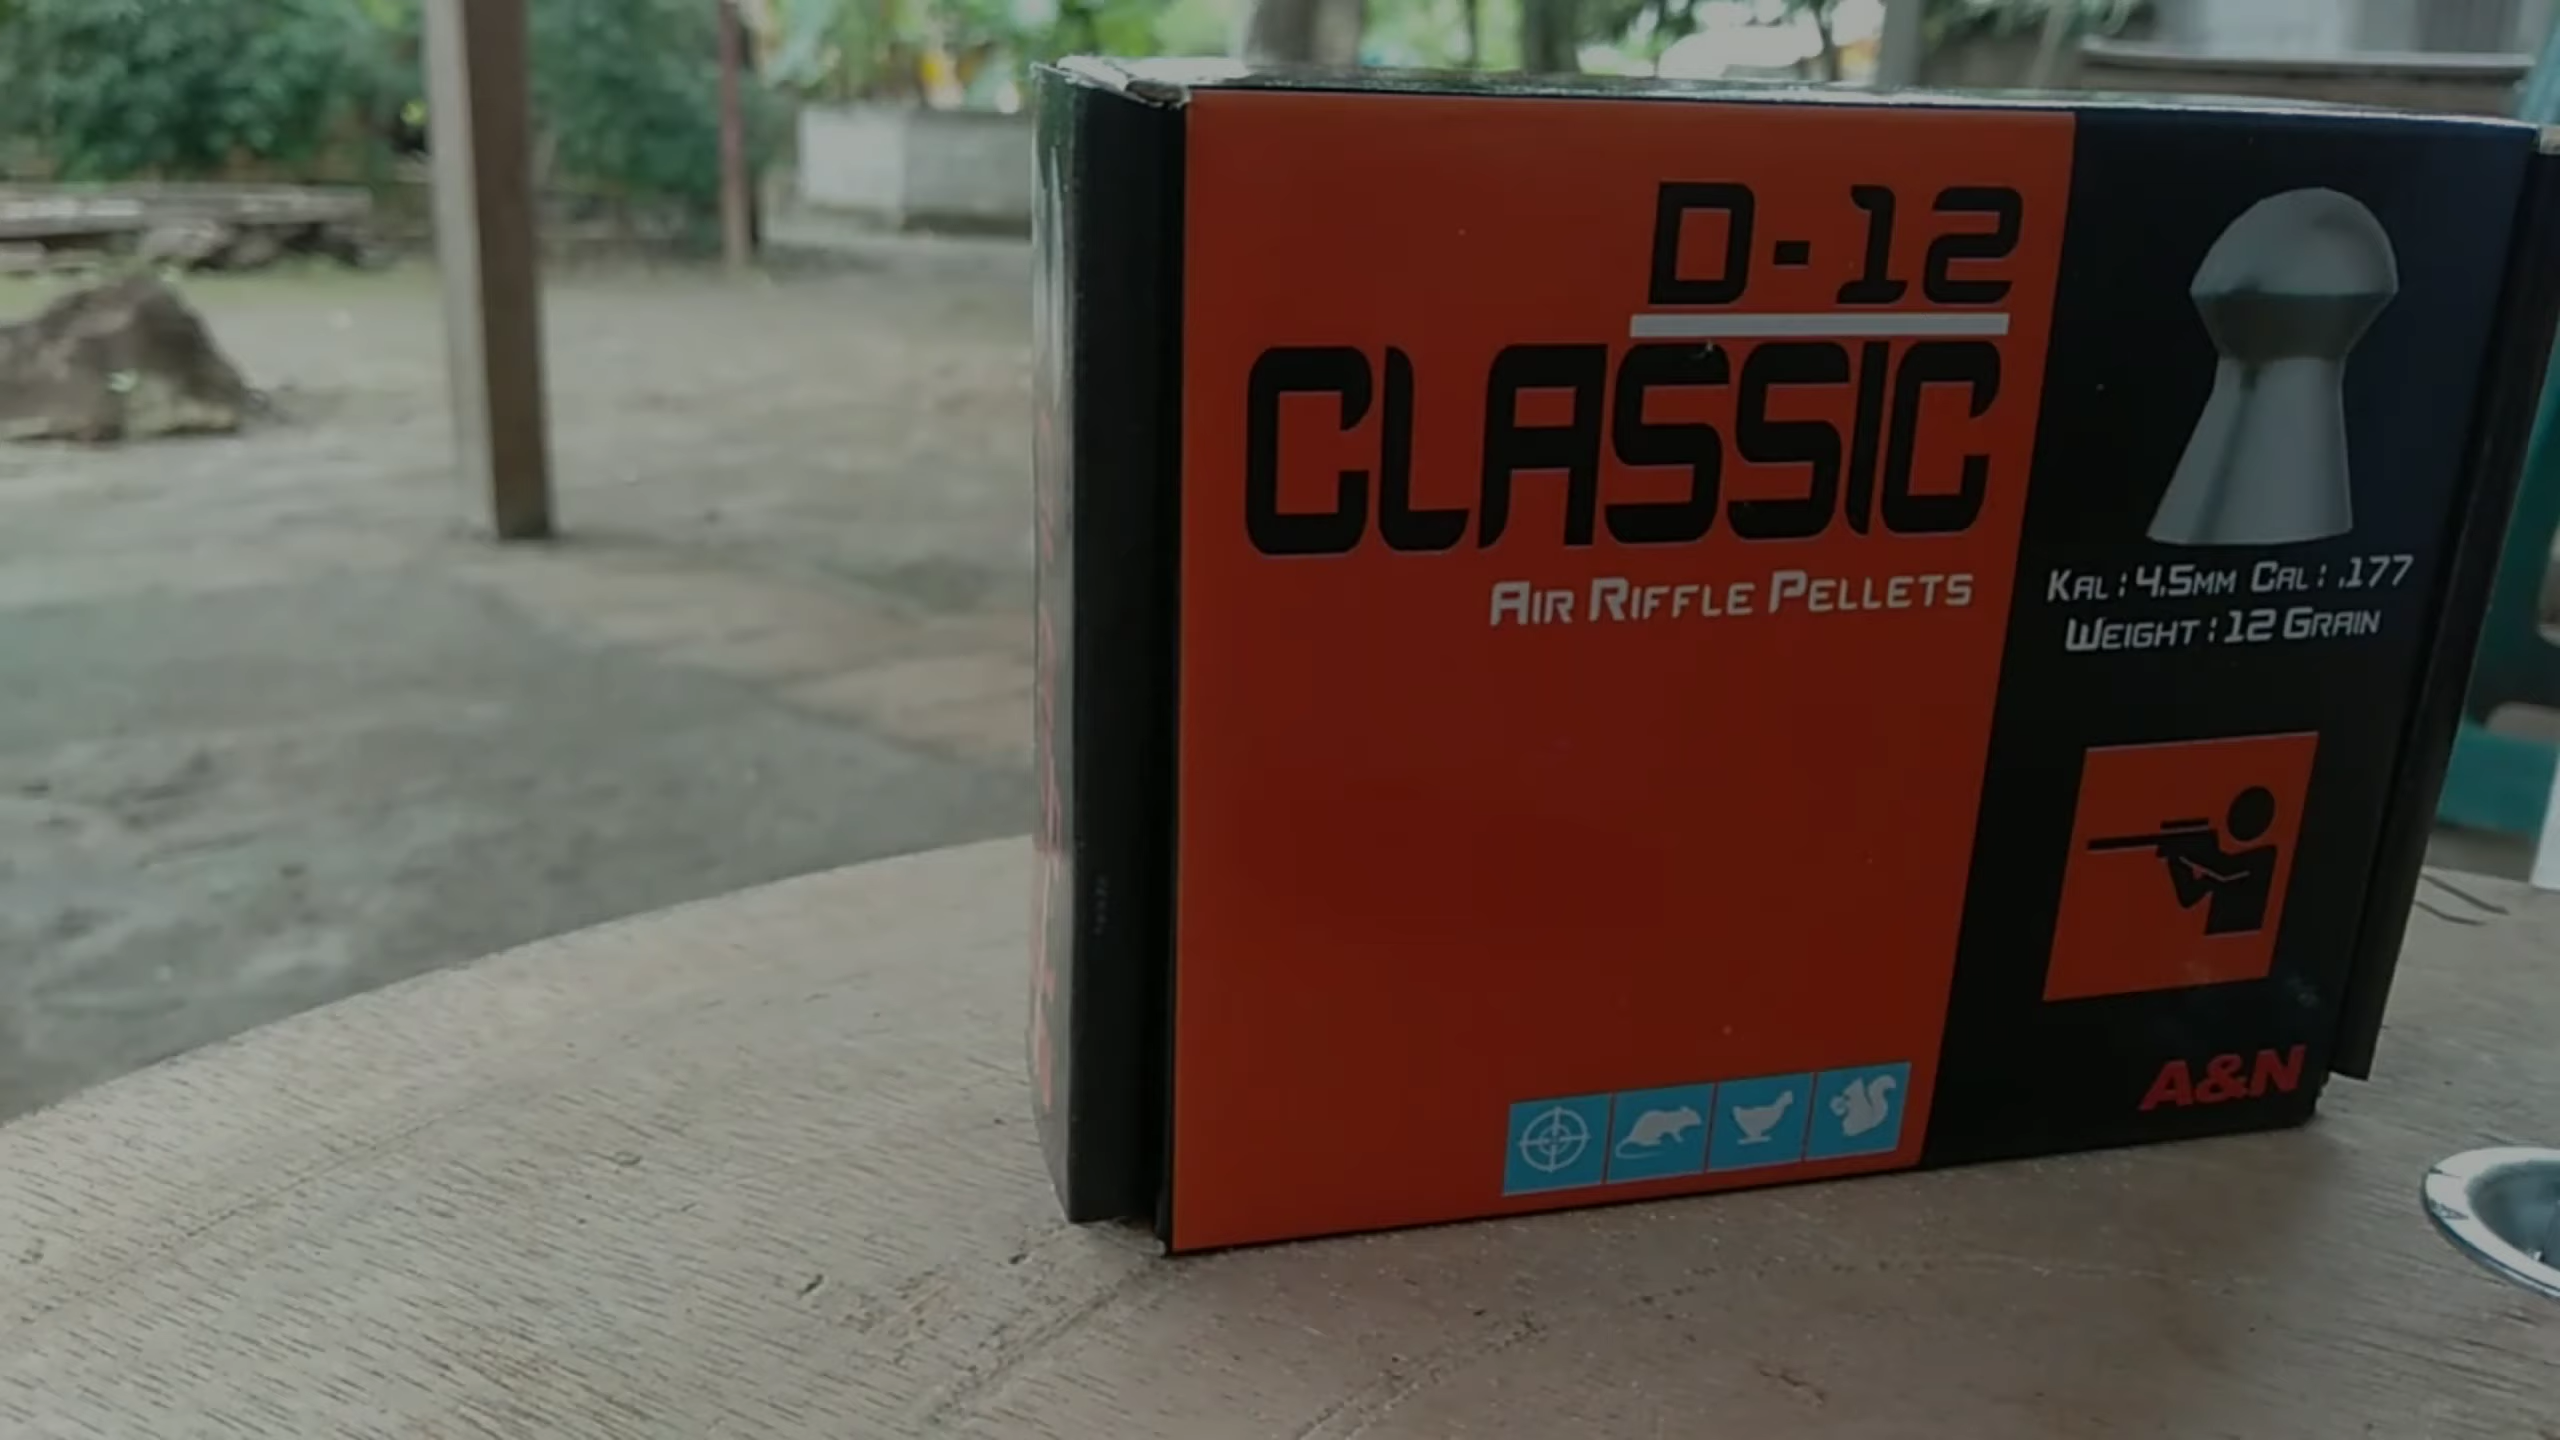 D-12
CLASSIC
AIR RIFFLE PELLETS
KAL : 4.5MM CAL : .177
WEIGHT : 12 GRAIN
A&N